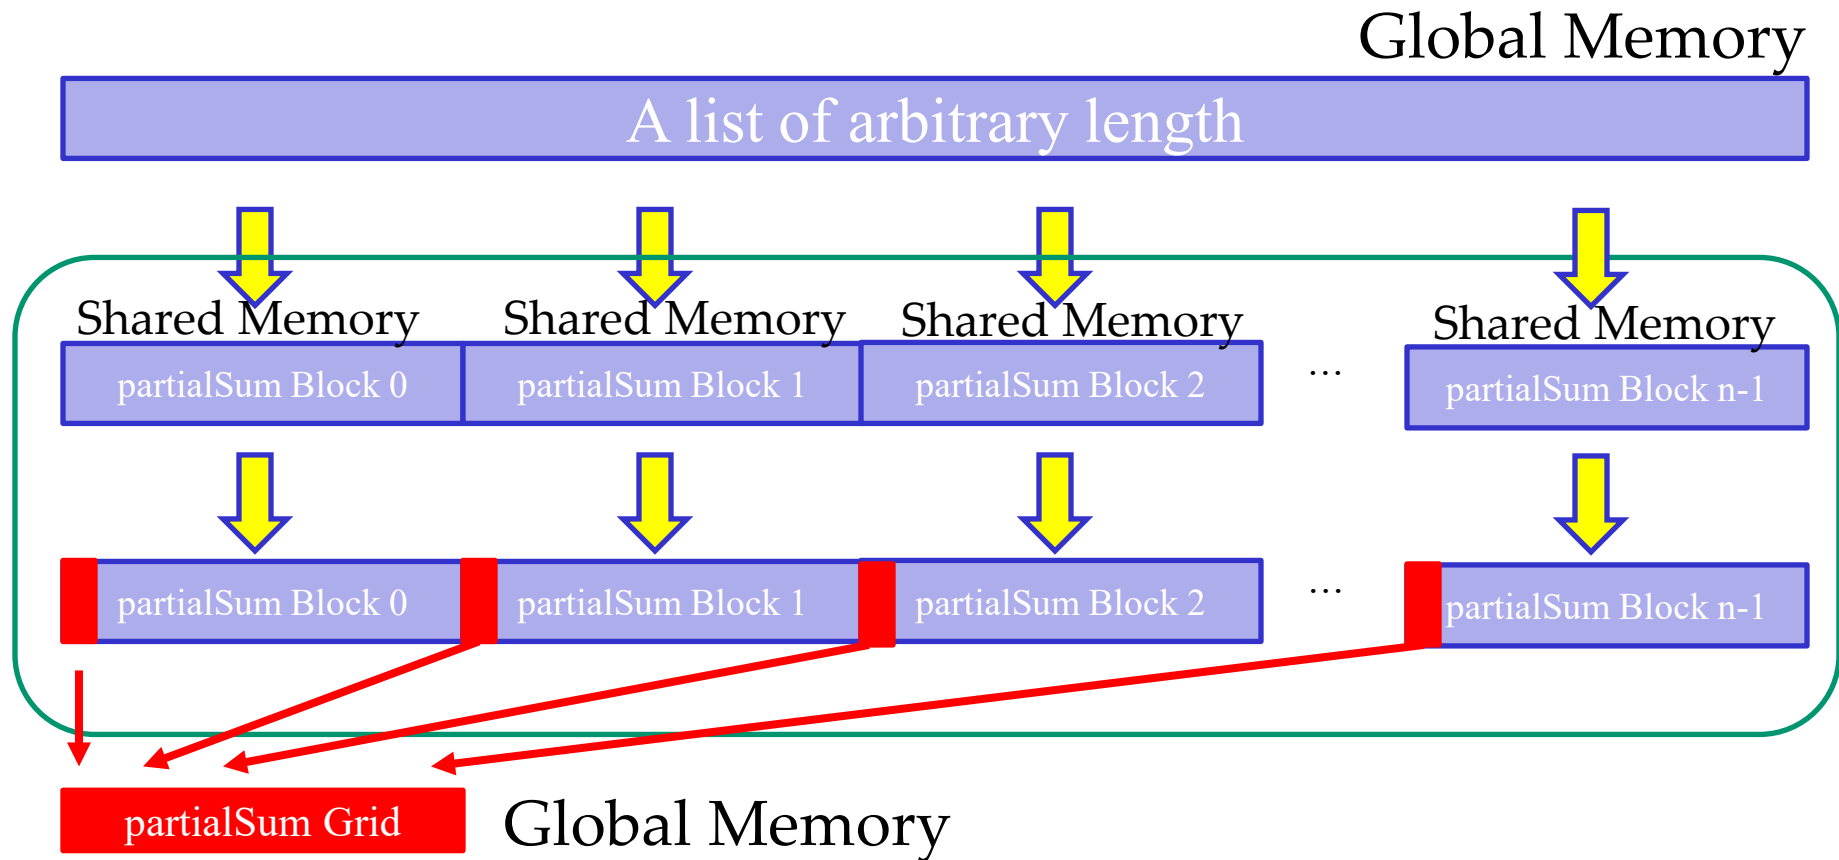 Global Memory
A list of arbitrary length
Shared Memory Shared Memory Shared Memory Shared Memory
partialSum Block 0 partialSum Block 1 partialSum Block 2 ... partialSum Block n-1
partialSum Block 0 partialSum Block 1 partialSum Block 2 ... partialSum Block n-1
partialSum Grid Global Memory